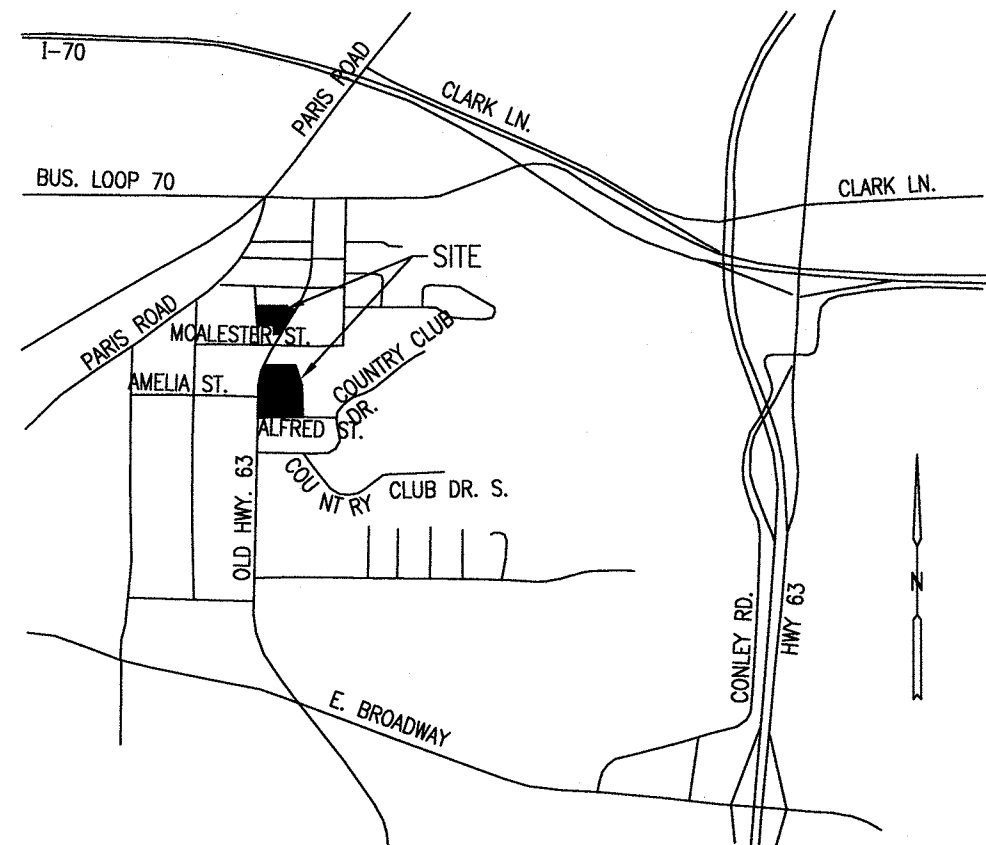 I-70
PARIS ROAD
CLARK LN.
BUS. LOOP 70
CLARK LN.
SITE
PARIS ROAD
MCALESTER ST.
COUNTRY CLUB
DR.
AMELIA ST.
ALFRED ST.
COUNTRY CLUB DR. S.
OLD HWY. 63
N
CONLEY RD.
HWY 63
E. BROADWAY